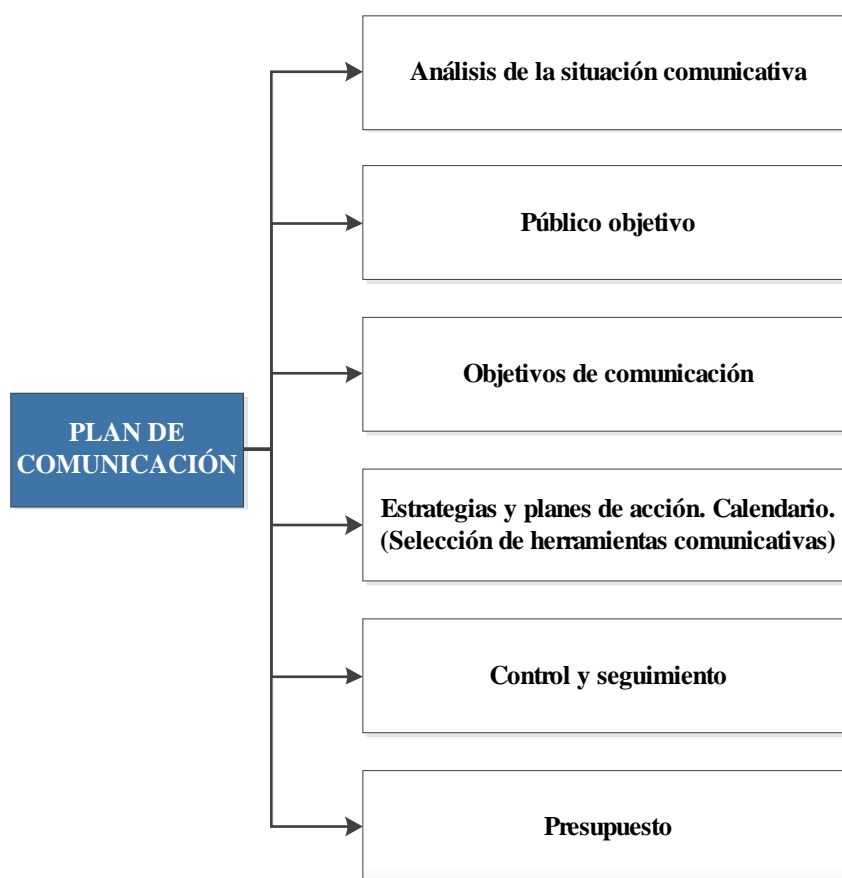 Análisis de la situación comunicativa
Público objetivo
Objetivos de comunicación
PLAN DE
COMUNICACIÓN
Estrategias y planes de acción. Calendario.
(Selección de herramientas comunicativas)
Control y seguimiento
Presupuesto